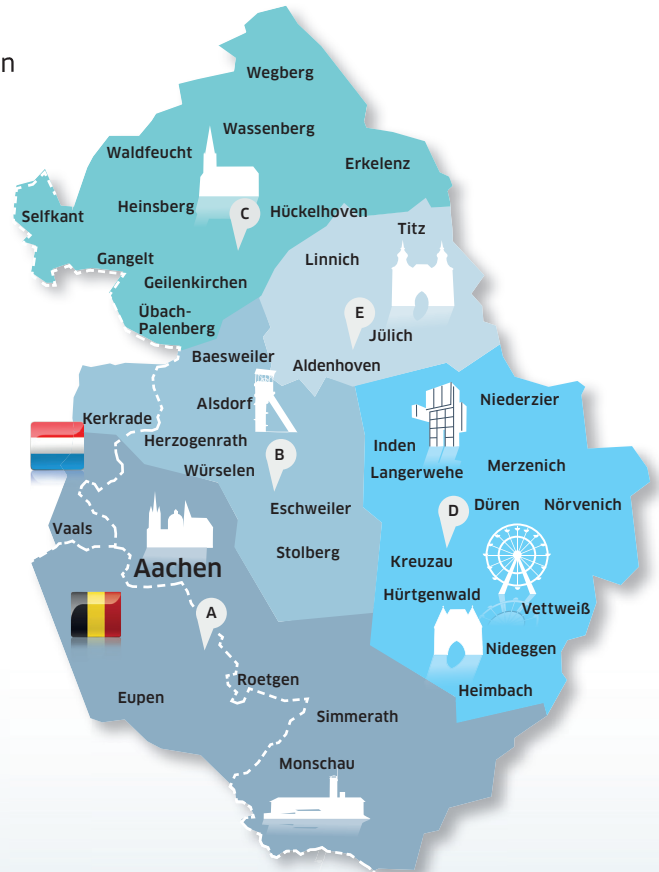 n
Wegberg
Wassenberg
Waldfeucht
Erkelenz
Selfkant
Heinsberg
C
Hückelhoven
Titz
Gangelt
Linnich
Geilenkirchen
Übach-
Palenberg
E
Jülich
Baesweiler
Aldenhoven
Alsdorf
Niederzier
Kerkrade
Herzogenrath
Inden
B
Würselen
Langerwehe
Merzenich
Eschweiler
D
Düren
Nörvenich
Vaals
Stolberg
Aachen
Kreuzau
Hürtgenwald
A
Vettweiß
Nideggen
Roetgen
Eupen
Heimbach
Simmerath
Monschau